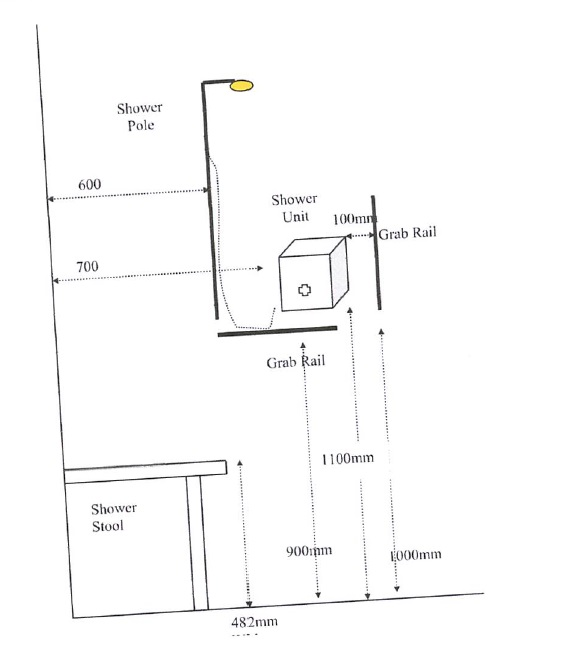 Shower
Pole
600
Shower
Unit
100mm
Grab Rail
700
Grab Rail
1100mm
Shower
Stool
900mm
1000mm
482mm